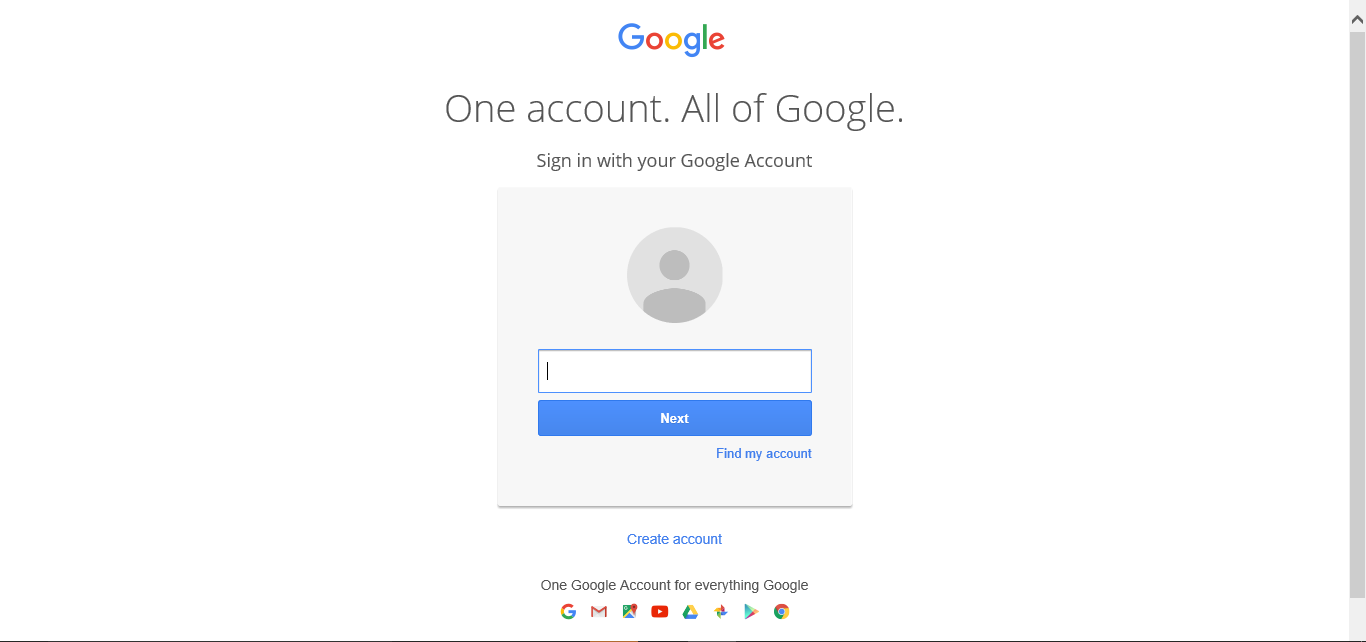 Google
One account. All of Google.
Sign in with your Google Account
Next
Find my account
Create account
One Google Account for everything Google